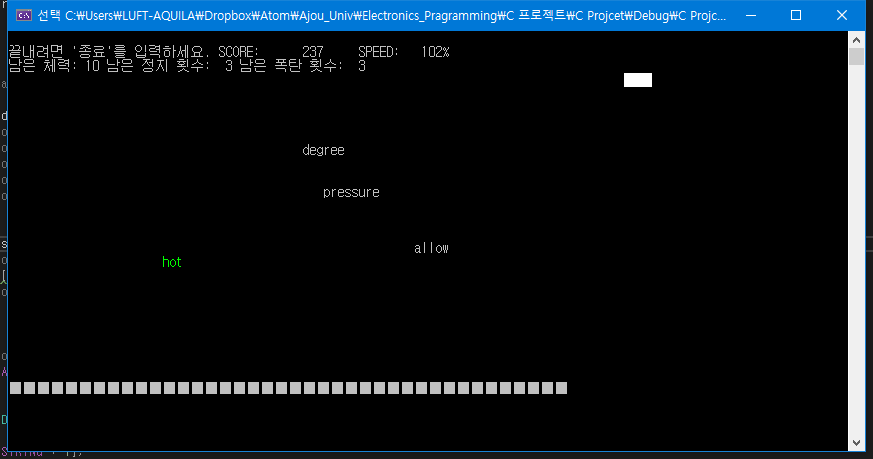 선택 C:₩Users₩LUFT-AQUILA₩Dropbox₩Atom₩Ajou_Univ₩Electronics_Pragramming₩C 프로젝트₩C Projcet₩Debug₩C Projc...
끝내려면 '종료'를 입력하세요. SCORE: 237 SPEED: 102%
남은 체력: 10 남은 정지 횟수: 3 남은 폭탄 횟수: 3
degree
pressure
allow
hot